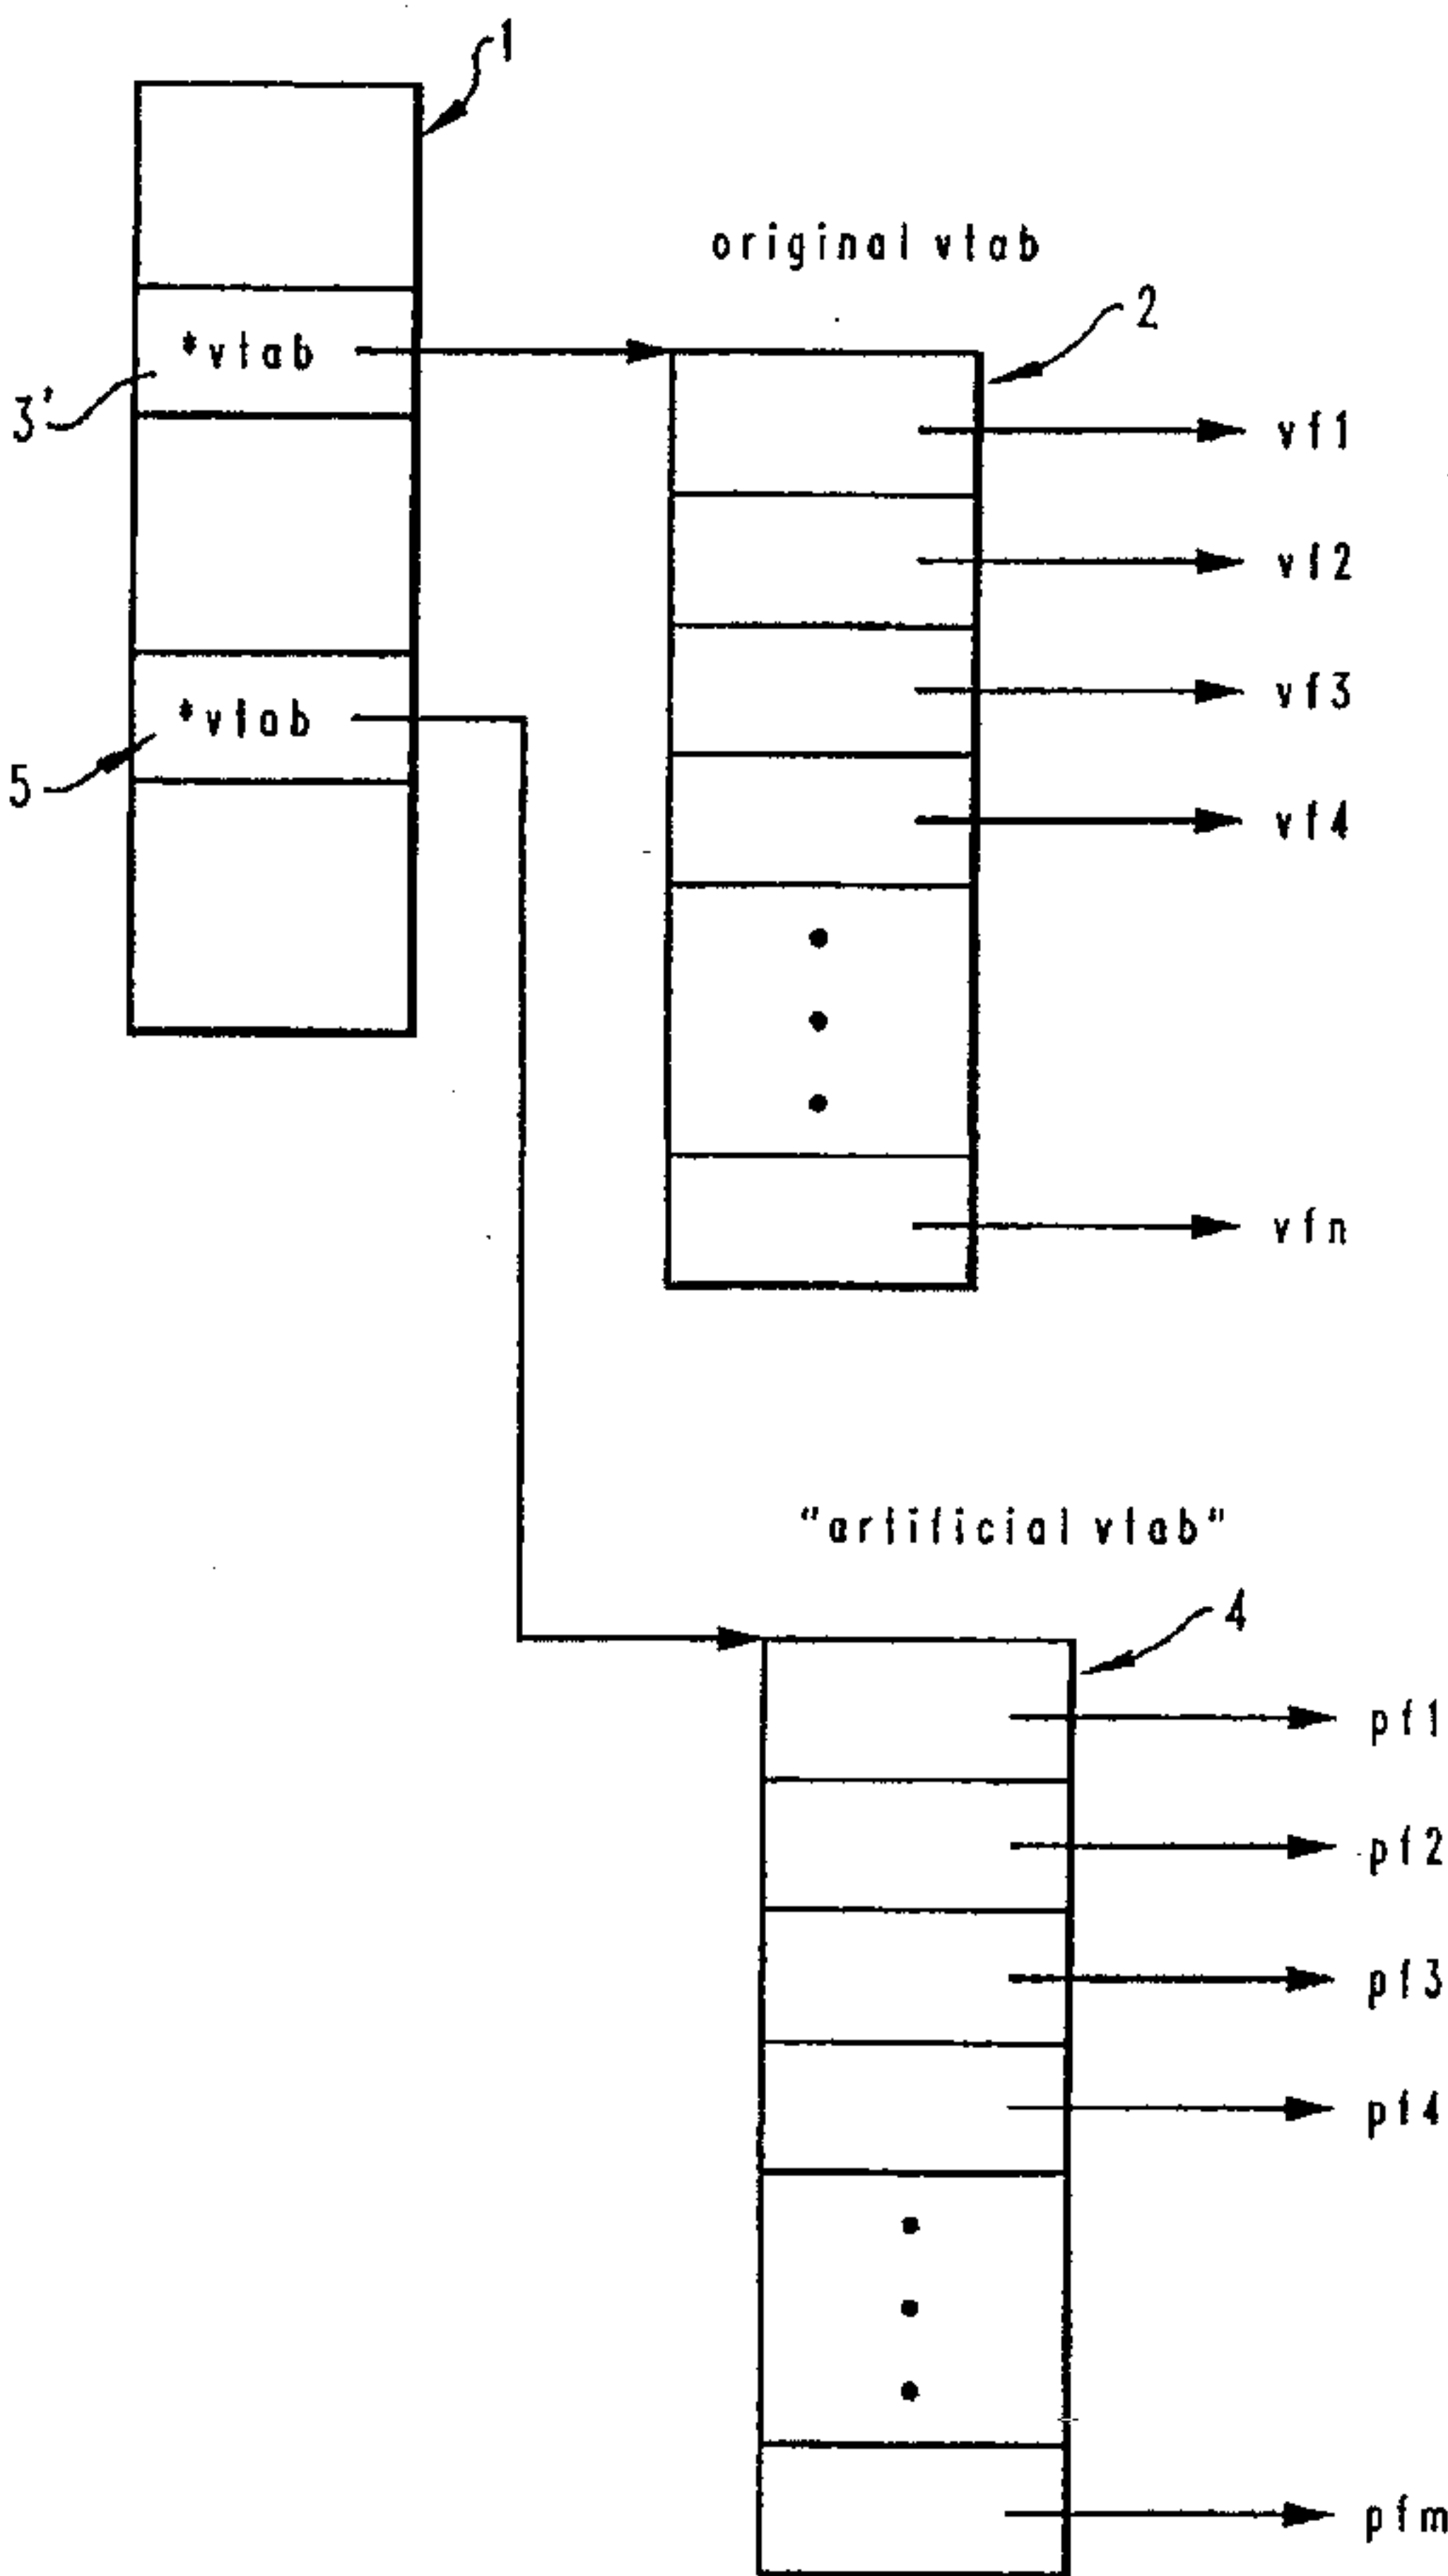 1
original vtab
2
*vtab
3'
vf1
vf2
vf3
*vtab
5
vf4
vfn
"artificial vtab"
4
pf1
pf2
pf3
pf4
pfm